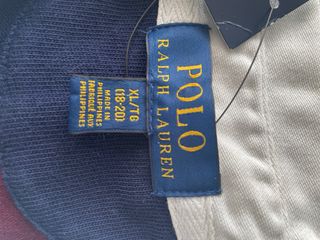 POLO
RALPH LAUREN
XL/TG
(18-20)
MADE IN
PHILIPPINES
FABRIQUÉ AUX
PHILIPPINES